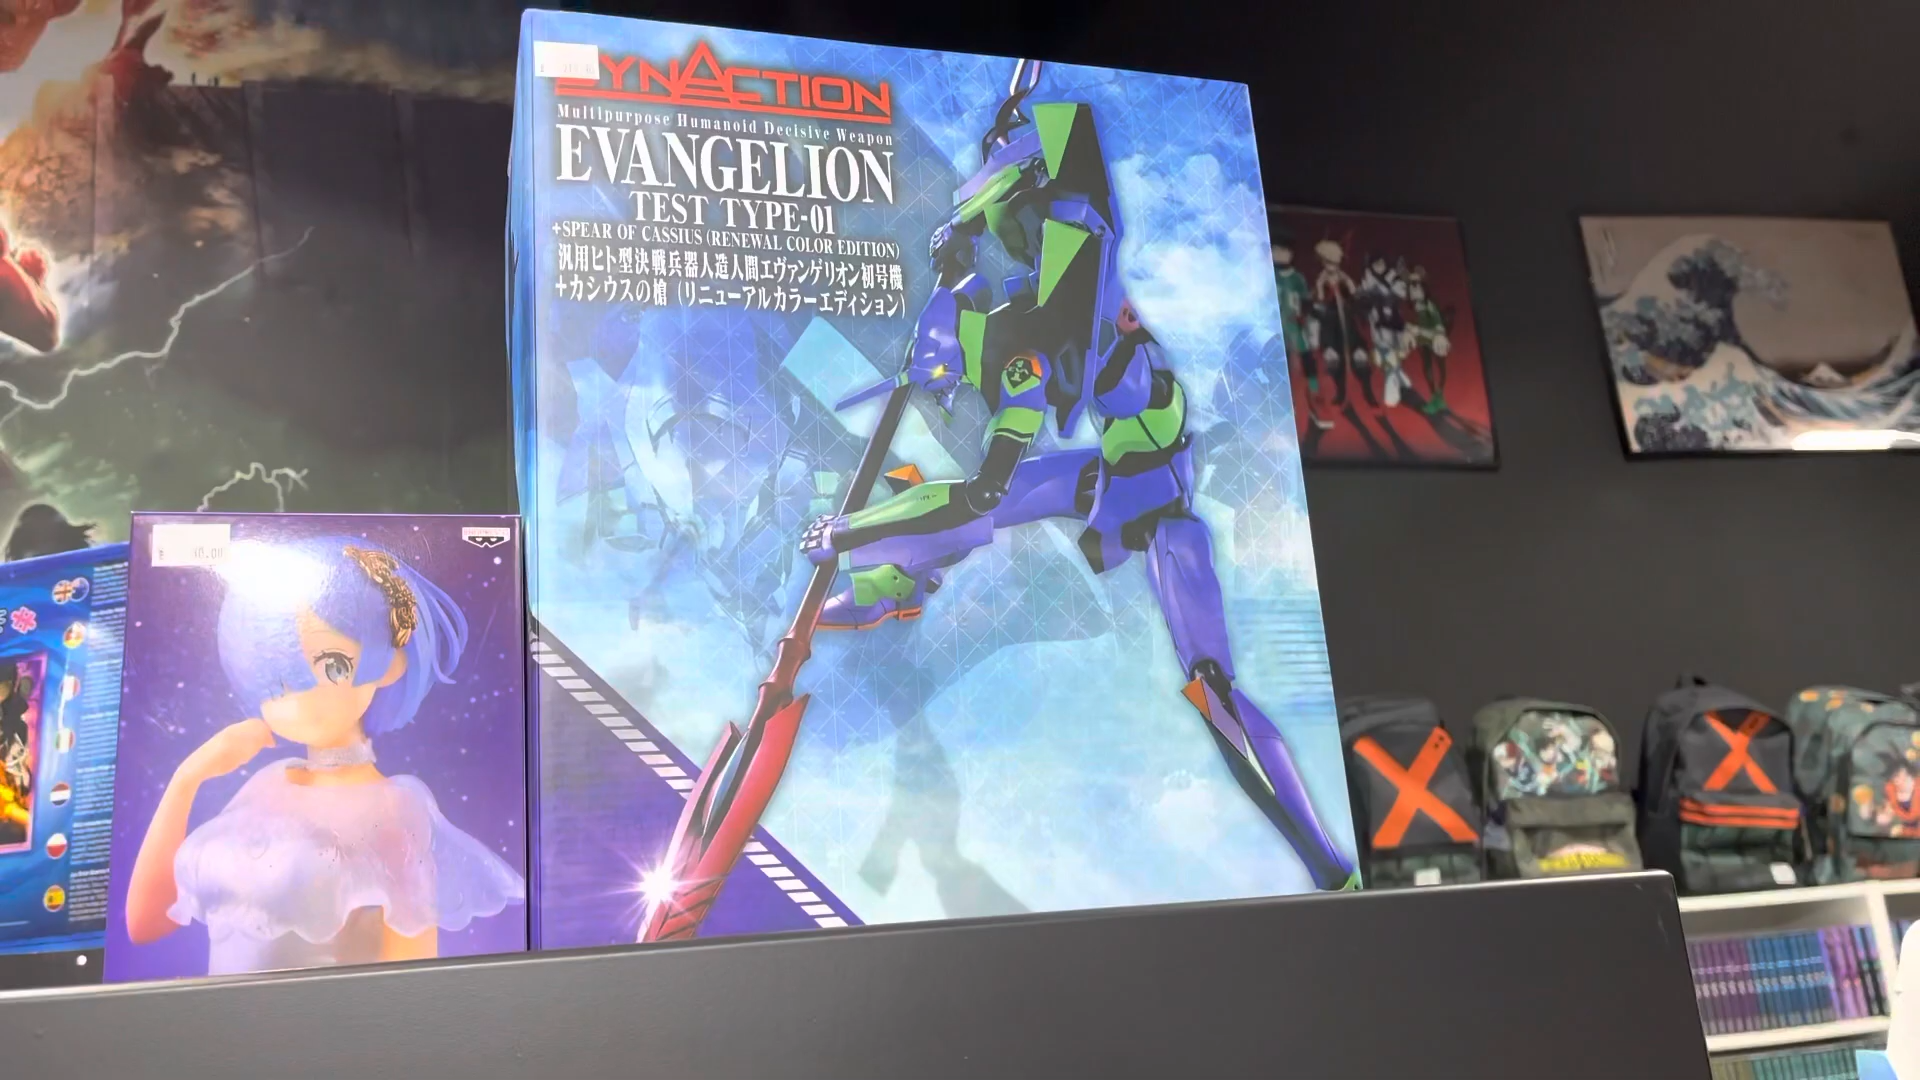 DYNACTION
Multipurpose Humanoid Decisive Weapon
EVANGELION
TEST TYPE-01
+SPEAR OF CASSIUS (RENEWAL COLOR EDITION)
汎用ヒト型決戦兵器人造人間エヴァンゲリオン初号機
+カシウスの槍 (リニューアルカラーエディション)